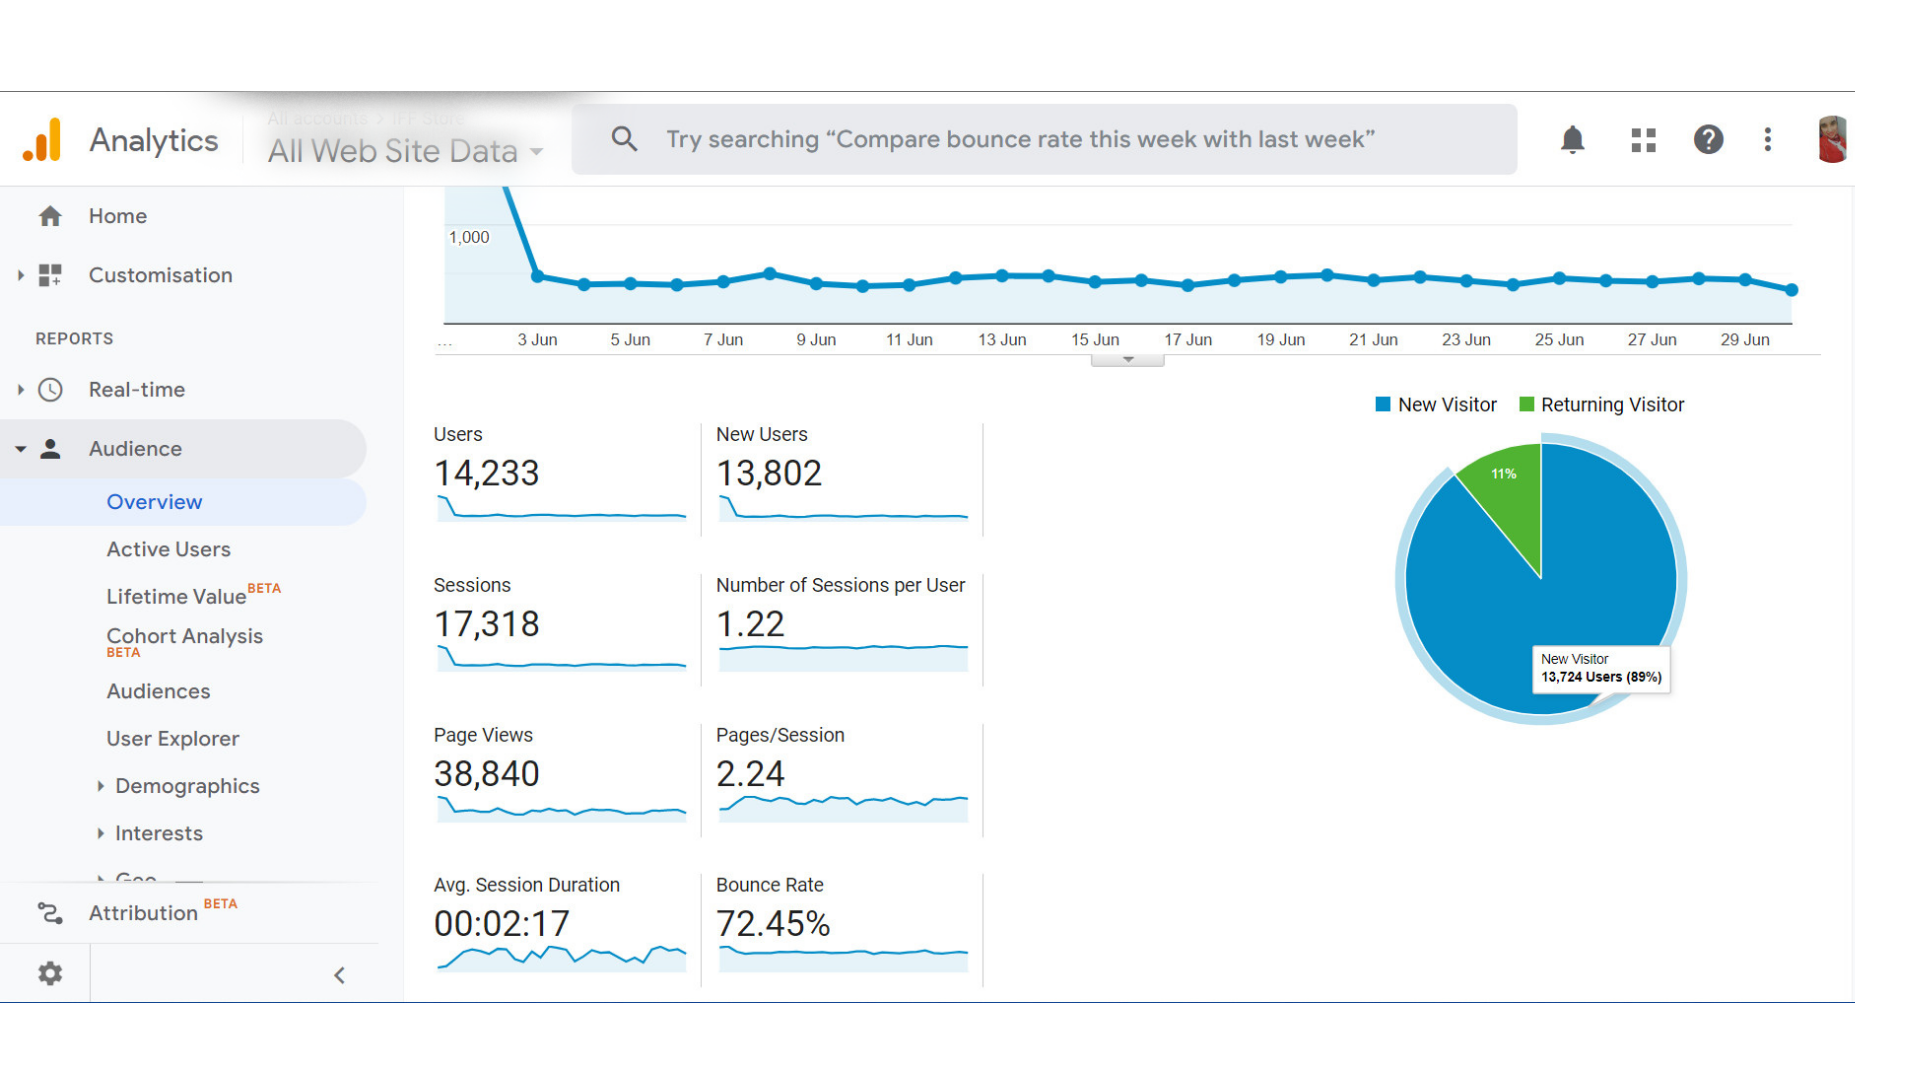 Analytics
All accounts > IFF Store
All Web Site Data
Try searching “Compare bounce rate this week with last week”
Home
Customisation
REPORTS
Real-time
Audience
Overview
Active Users
Lifetime Value BETA
Cohort Analysis
BETA
Audiences
User Explorer
Demographics
Interests
Geo
Attribution BETA
1,000
... 3 Jun 5 Jun 7 Jun 9 Jun 11 Jun 13 Jun 15 Jun 17 Jun 19 Jun 21 Jun 23 Jun 25 Jun 27 Jun 29 Jun
New Visitor Returning Visitor
Users
14,233
New Users
13,802
Sessions
17,318
Number of Sessions per User
1.22
Page Views
38,840
Pages/Session
2.24
Avg. Session Duration
00:02:17
Bounce Rate
72.45%
11%
New Visitor
13,724 Users (89%)